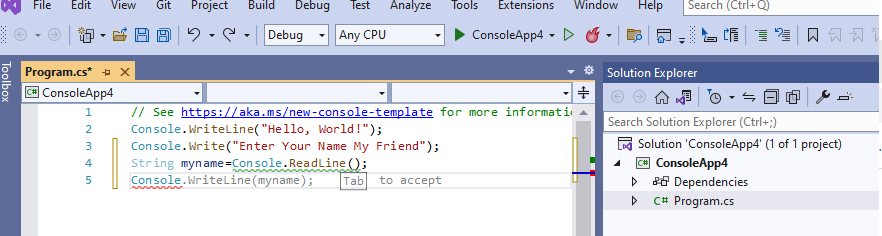 File Edit View Git Project Build Debug Test Analyze Tools Extensions Window Help Search (Ctrl+Q)
Debug Any CPU ConsoleApp4
Toolbox
Program.cs*
C# ConsoleApp4
1 // See https://aka.ms/new-console-template for more informatio
2 Console.WriteLine("Hello, World!");
3 Console.Write("Enter Your Name My Friend");
4 String myname=Console.ReadLine();
5 Console.WriteLine(myname); Tab to accept
Solution Explorer
Search Solution Explorer (Ctrl+;)
Solution 'ConsoleApp4' (1 of 1 project)
C# ConsoleApp4
Dependencies
C# Program.cs